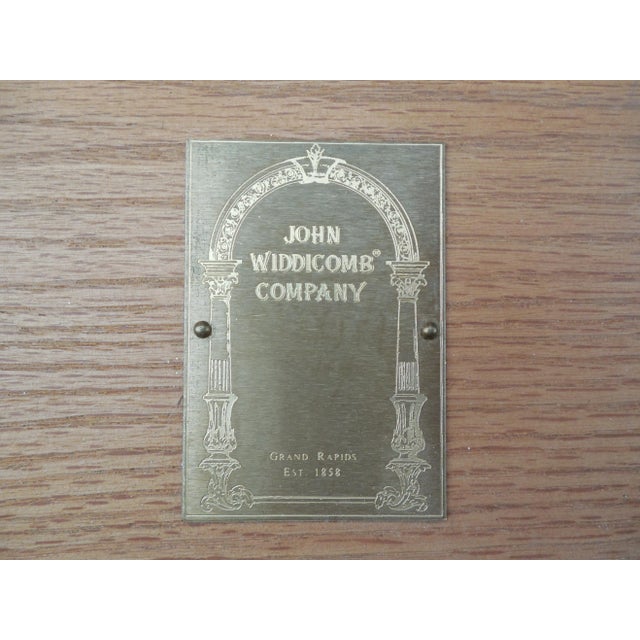 JOHN
WIDDICOMB®
COMPANY
GRAND RAPIDS
EST. 1858